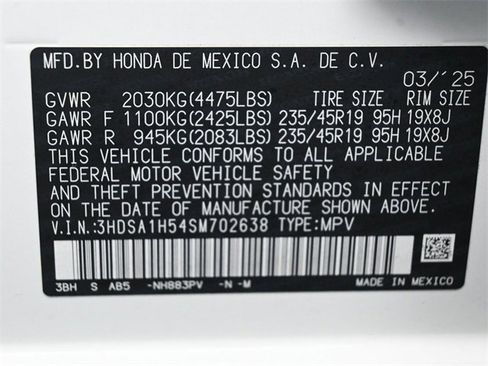 MFD.BY HONDA DE MEXICO S.A. DE C.V.
03/'25
GVWR 2030KG(4475LBS) TIRE SIZE RIM SIZE
GAWR F 1100KG(2425LBS) 235/45R19 95H 19X8J
GAWR R 945KG(2083LBS) 235/45R19 95H 19X8J
THIS VEHICLE CONFORMS TO ALL APPLICABLE
FEDERAL MOTOR VEHICLE SAFETY
AND THEFT PREVENTION STANDARDS IN EFFECT
ON THE DATE OF MANUFACTURE SHOWN ABOVE.
V.I.N.:3HDSA1H54SM702638 TYPE:MPV
3BH S AB5 -NH883PV -N -M
MADE IN MEXICO